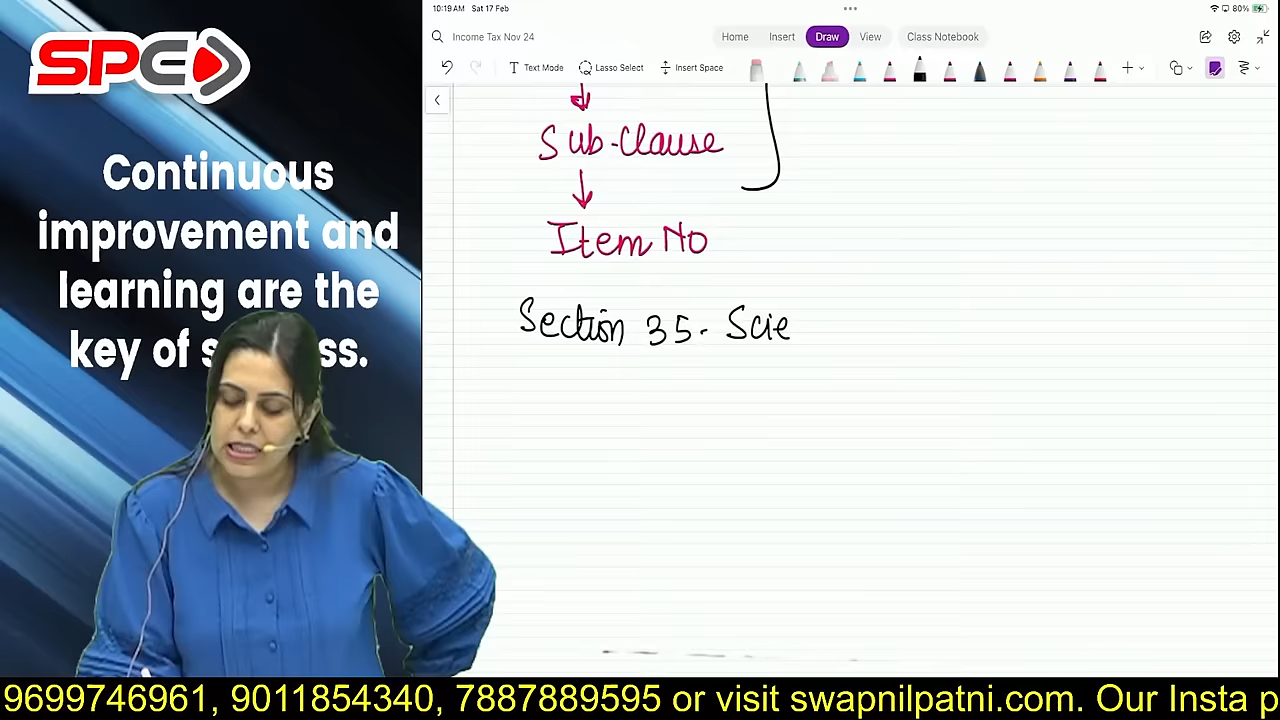 SPC
Continuous
improvement and
learning are the
key of s ss.
10:19 AM Sat 17 Feb
80%
Income Tax Nov 24
Home Insert Draw View Class Notebook
Text Mode Lasso Select Insert Space
Sub-Clause
Item No
Section 35. Scie
9699746961, 9011854340, 7887889595 or visit swapnilpatni.com. Our Insta p